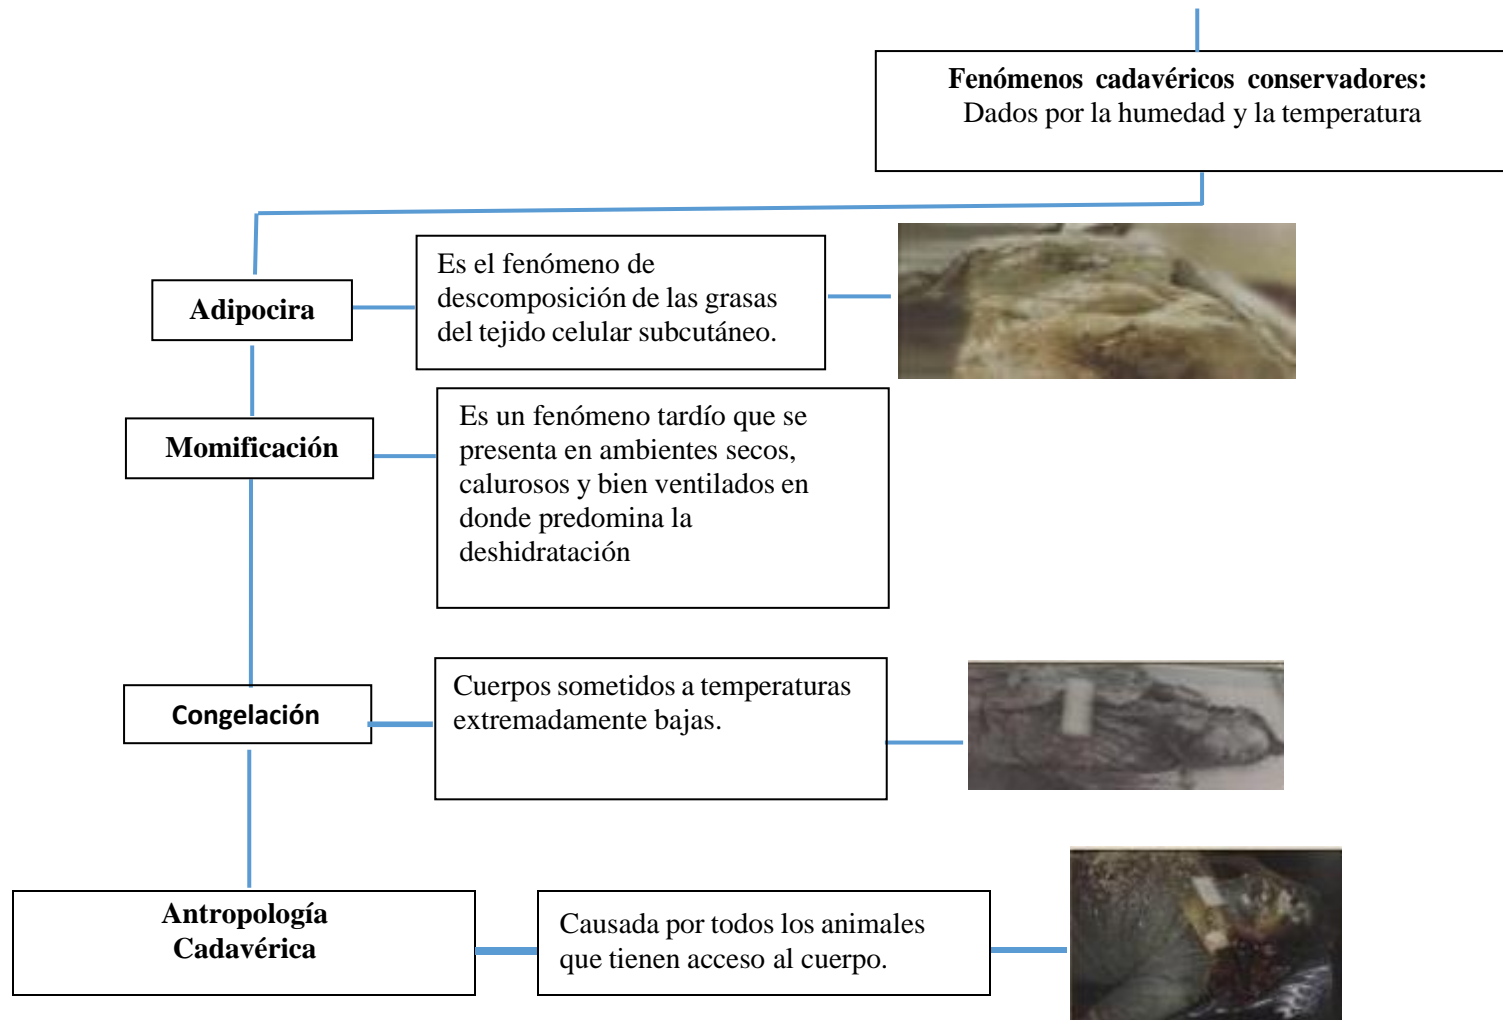 Fenómenos cadavéricos conservadores:
Dados por la humedad y la temperatura
Adipocira
Es el fenómeno de
descomposición de las grasas
del tejido celular subcutáneo.
Momificación
Es un fenómeno tardío que se
presenta en ambientes secos,
calurosos y bien ventilados en
donde predomina la
deshidratación
Congelación
Cuerpos sometidos a temperaturas
extremadamente bajas.
Antropología
Cadavérica
Causada por todos los animales
que tienen acceso al cuerpo.